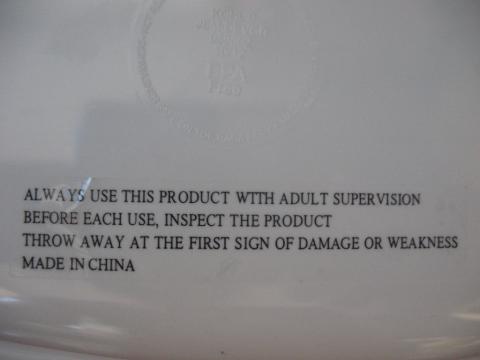 ALWAYS USE THIS PRODUCT WTTH ADULT SUPERVISION
BEFORE EACH USE, INSPECT THE PRODUCT
THROW AWAY AT THE FIRST SIGN OF DAMAGE OR WEAKNESS
MADE IN CHINA